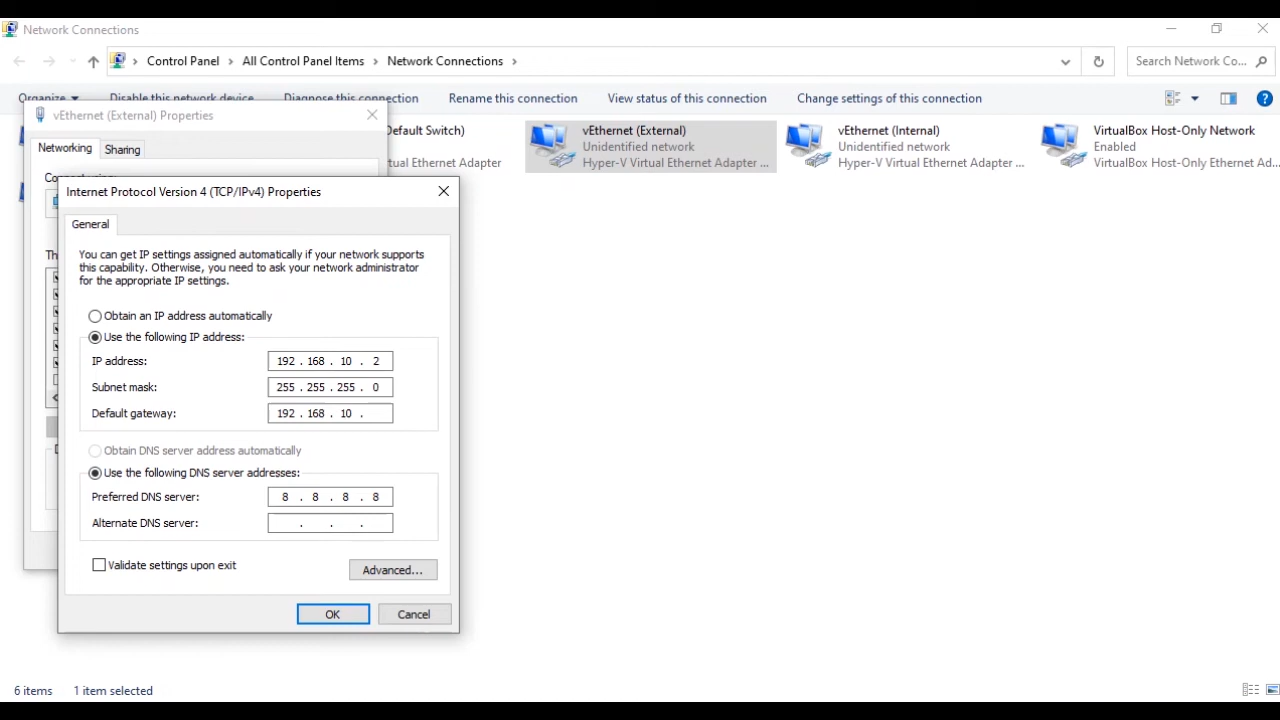 Network Connections
Control Panel > All Control Panel Items > Network Connections >
Search Network Co...
Organize Disable this network device Diagnose this connection Rename this connection View status of this connection Change settings of this connection
vEthernet (External) Properties
Networking Sharing
Default Switch)
vEthernet (External)
Unidentified network
Hyper-V Virtual Ethernet Adapter ...
vEthernet (Internal)
Unidentified network
Hyper-V Virtual Ethernet Adapter ...
VirtualBox Host-Only Network
Enabled
VirtualBox Host-Only Ethernet Ad...
Internet Protocol Version 4 (TCP/IPv4) Properties
General
You can get IP settings assigned automatically if your network supports
this capability. Otherwise, you need to ask your network administrator
for the appropriate IP settings.
Obtain an IP address automatically
Use the following IP address:
IP address: 192 . 168 . 10 . 2
Subnet mask: 255 . 255 . 255 . 0
Default gateway: 192 . 168 . 10 .
Obtain DNS server address automatically
Use the following DNS server addresses:
Preferred DNS server: 8 . 8 . 8 . 8
Alternate DNS server: . . .
Validate settings upon exit
Advanced...
OK Cancel
6 items 1 item selected